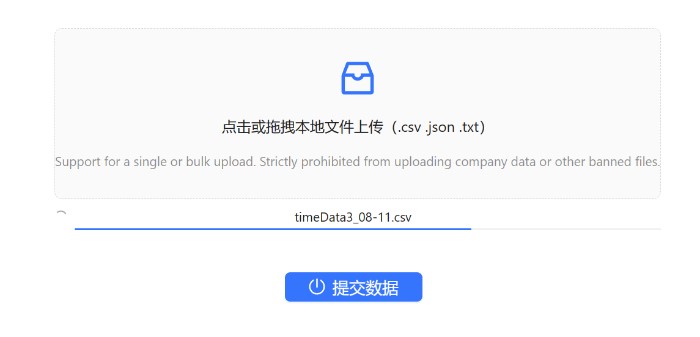 点击或拖拽本地文件上传（.csv .json .txt）
Support for a single or bulk upload. Strictly prohibited from uploading company data or other banned files.
timeData3_08-11.csv
提交数据